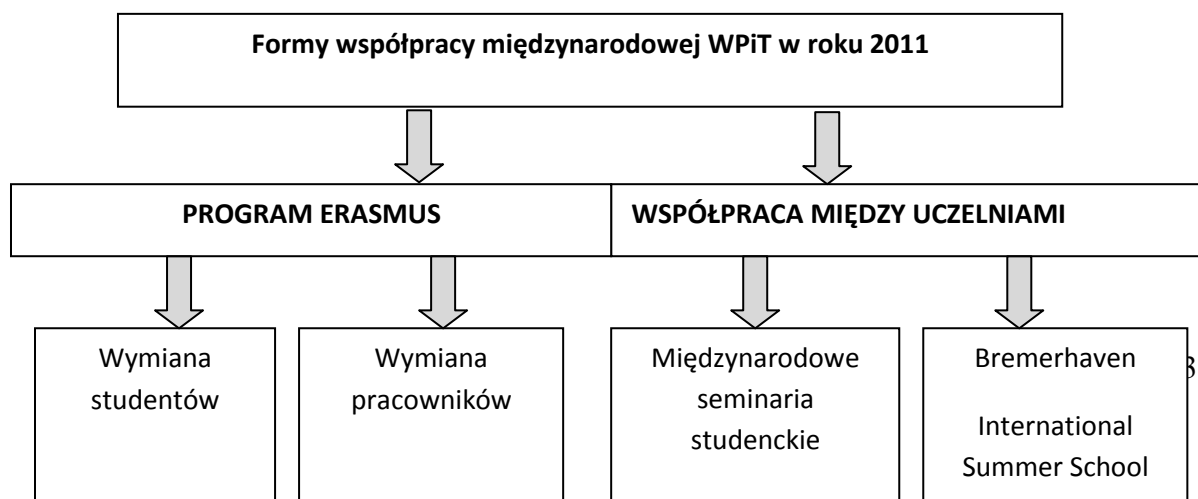 Formy współpracy międzynarodowej WPiT w roku 2011
PROGRAM ERASMUS
WSPÓŁPRACA MIĘDZY UCZELNIAMI
Wymiana
studentów
Wymiana
pracowników
Międzynarodowe
seminaria
studenckie
Bremerhaven
International
Summer School
3